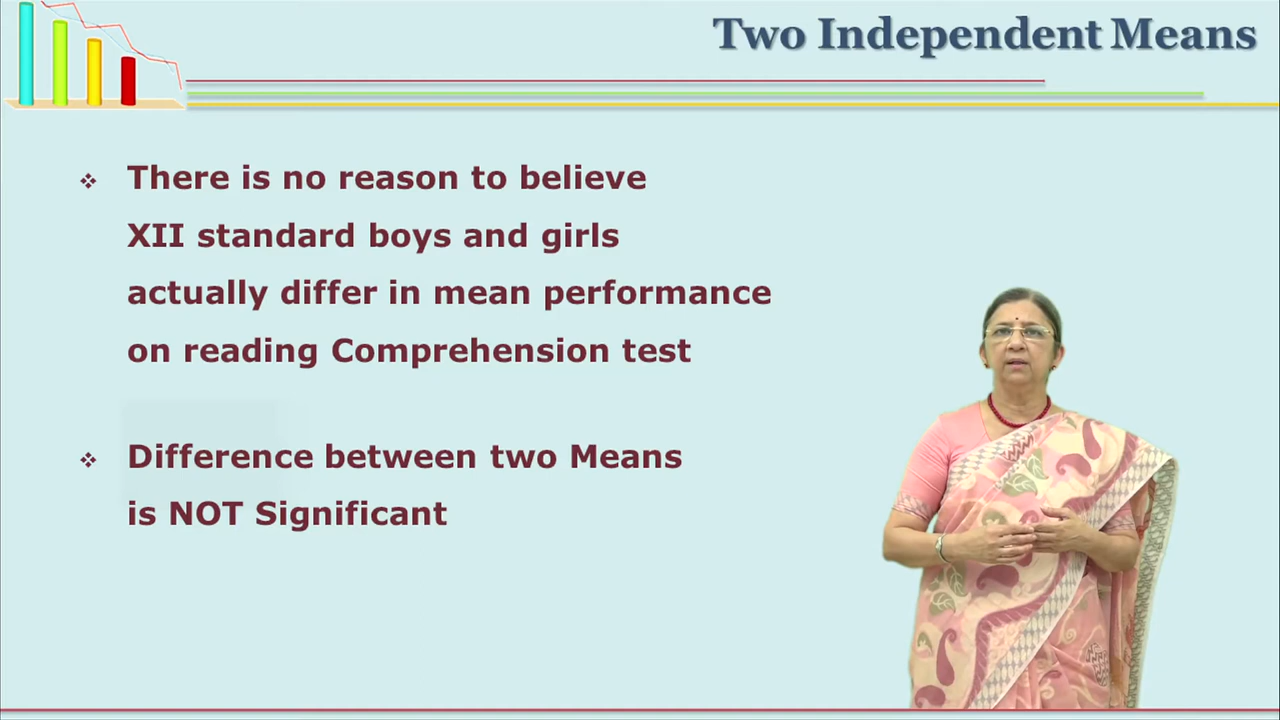 Two Independent Means
❖ There is no reason to believe
XII standard boys and girls
actually differ in mean performance
on reading Comprehension test
❖ Difference between two Means
is NOT Significant